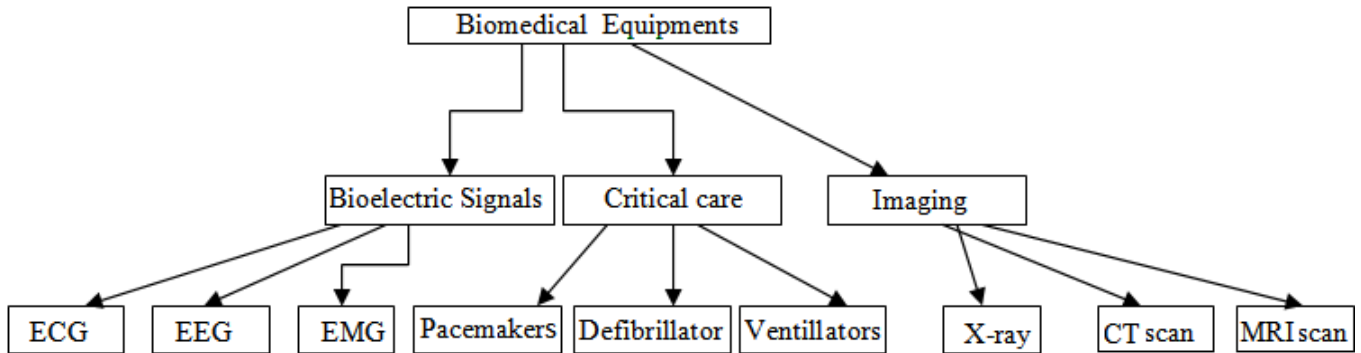 Biomedical Equipments
Bioelectric Signals
Critical care
Imaging
ECG
EEG
EMG
Pacemakers
Defibrillator
Ventillators
X-ray
CT scan
MRI scan